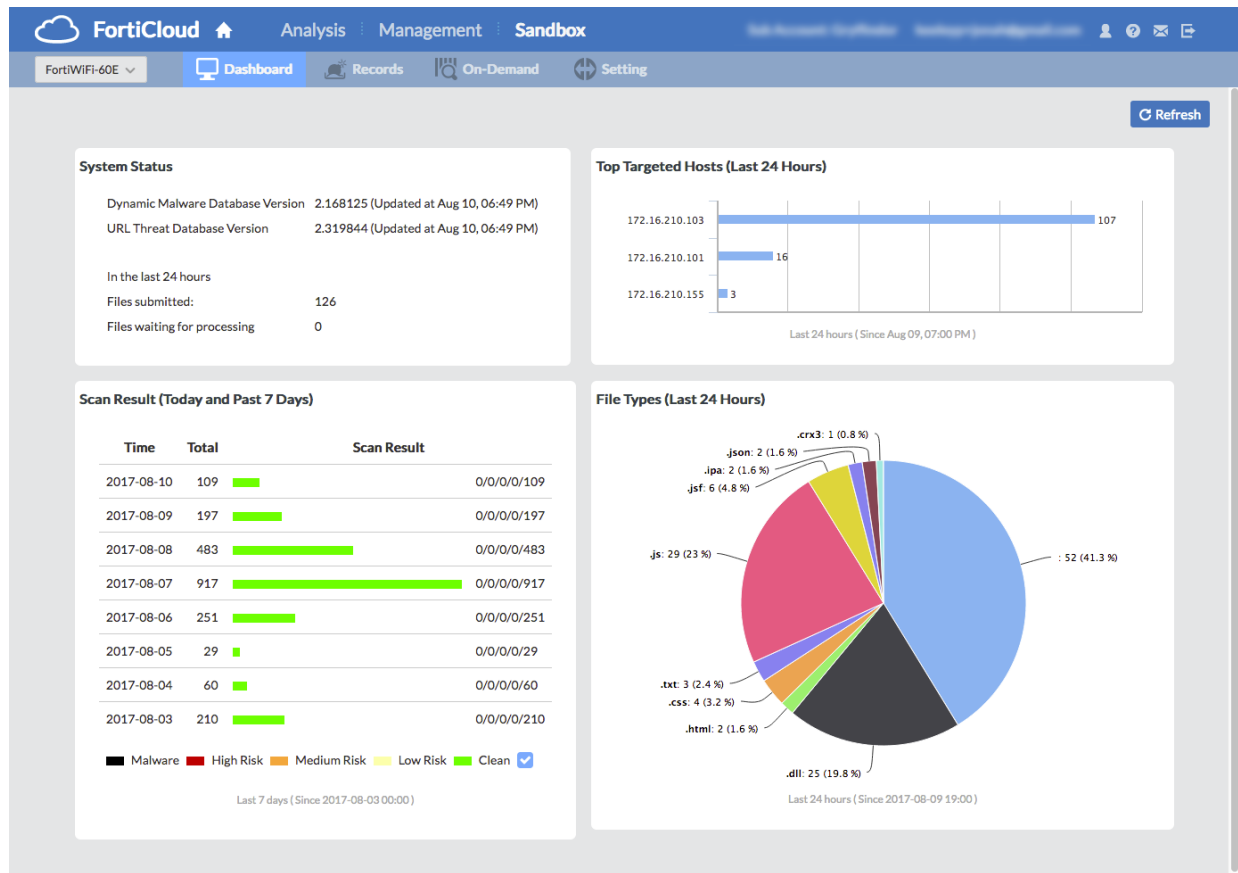 FortiCloud Analysis Management Sandbox
FortiWiFi-60E Dashboard Records On-Demand Setting
Refresh
System Status
Dynamic Malware Database Version 2.168125 (Updated at Aug 10, 06:49 PM)
URL Threat Database Version 2.319844 (Updated at Aug 10, 06:49 PM)
In the last 24 hours
Files submitted: 126
Files waiting for processing 0
Top Targeted Hosts (Last 24 Hours)
172.16.210.103 107
172.16.210.101 16
172.16.210.155 3
Last 24 hours ( Since Aug 09, 07:00 PM )
Scan Result (Today and Past 7 Days)
Time Total Scan Result
2017-08-10 109 0/0/0/0/109
2017-08-09 197 0/0/0/0/197
2017-08-08 483 0/0/0/0/483
2017-08-07 917 0/0/0/0/917
2017-08-06 251 0/0/0/0/251
2017-08-05 29 0/0/0/0/29
2017-08-04 60 0/0/0/0/60
2017-08-03 210 0/0/0/0/210
Malware High Risk Medium Risk Low Risk Clean
Last 7 days ( Since 2017-08-03 00:00 )
File Types (Last 24 Hours)
.crx3: 1 (0.8 %)
.json: 2 (1.6 %)
.ipa: 2 (1.6 %)
.jsf: 6 (4.8 %)
.js: 29 (23 %)
: 52 (41.3 %)
.txt: 3 (2.4 %)
.css: 4 (3.2 %)
.html: 2 (1.6 %)
.dll: 25 (19.8 %)
Last 24 hours ( Since 2017-08-09 19:00 )